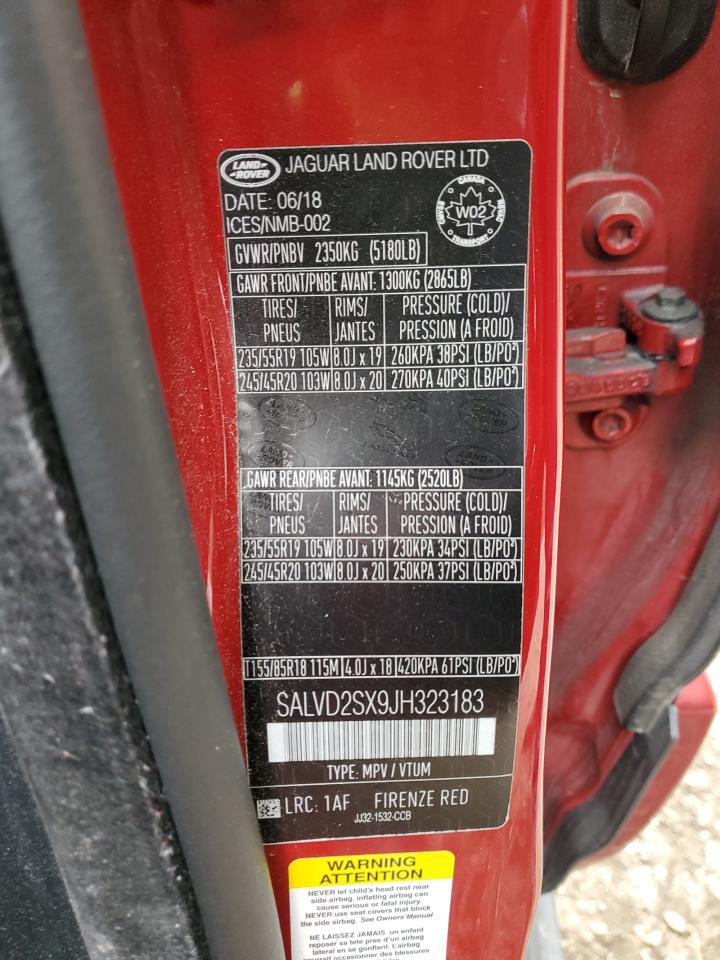 LAND-
-ROVER
JAGUAR LAND ROVER LTD
DATE: 06/18
ICES/NMB-002
CANADA
W02
TRANSPORT
GVWR/PNBV 2350KG (5180LB)
GAWR FRONT/PNBE AVANT: 1300KG (2865LB)
TIRES/ RIMS/ PRESSURE (COLD)/
PNEUS JANTES PRESSION (A FROID)
235/55R19 105W 8.0J x 19 260KPA 38PSI (LB/PO²)
245/45R20 103W 8.0J x 20 270KPA 40PSI (LB/PO²)
GAWR REAR/PNBE AVANT: 1145KG (2520LB)
TIRES/ RIMS/ PRESSURE (COLD)/
PNEUS JANTES PRESSION (A FROID)
235/55R19 105W 8.0J x 19 230KPA 34PSI (LB/PO²)
245/45R20 103W 8.0J x 20 250KPA 37PSI (LB/PO²)
T155/85R18 115M 4.0J x 18 420KPA 61PSI (LB/PO²)
SALVD2SX9JH323183
TYPE: MPV / VTUM
LRC: 1AF FIRENZE RED
JJ32-1532-CCB
WARNING
ATTENTION
NEVER let child's head rest near
side airbag. inflating airbag can
cause serious or fatal injury.
NEVER use seat covers that block the
side airbag. See Owners Manual
NE LAISSEZ JAMAIS un enfant
reposer sa tete pres d'un airbag
lateral en se gonflant. L'airbag